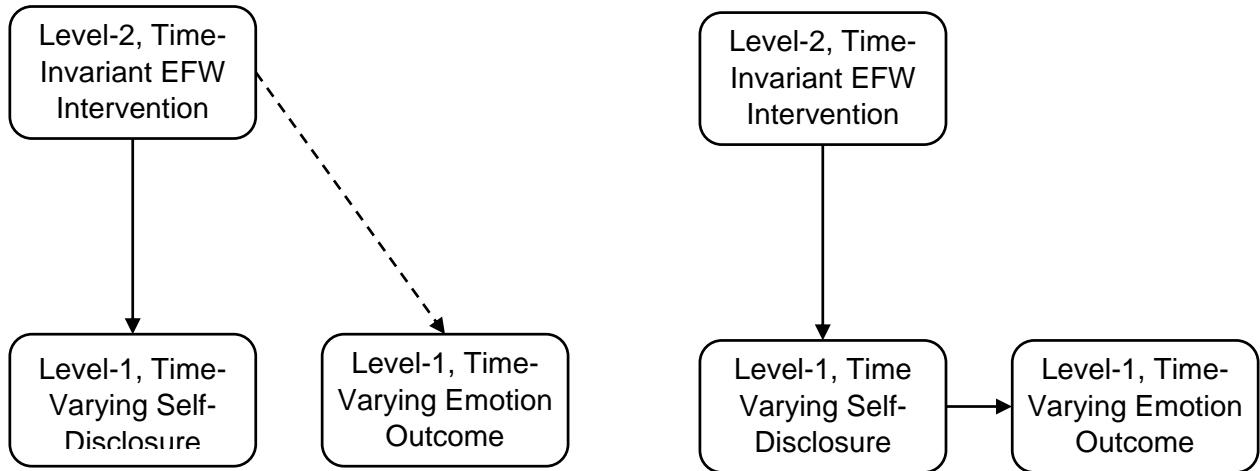 Level-2, Time-
Invariant EFW
Intervention
Level-2, Time-
Invariant EFW
Intervention
Level-1, Time-
Varying Self-
Disclosure
Level-1, Time-
Varying Emotion
Outcome
Level-1, Time
Varying Self-
Disclosure
Level-1, Time-
Varying Emotion
Outcome